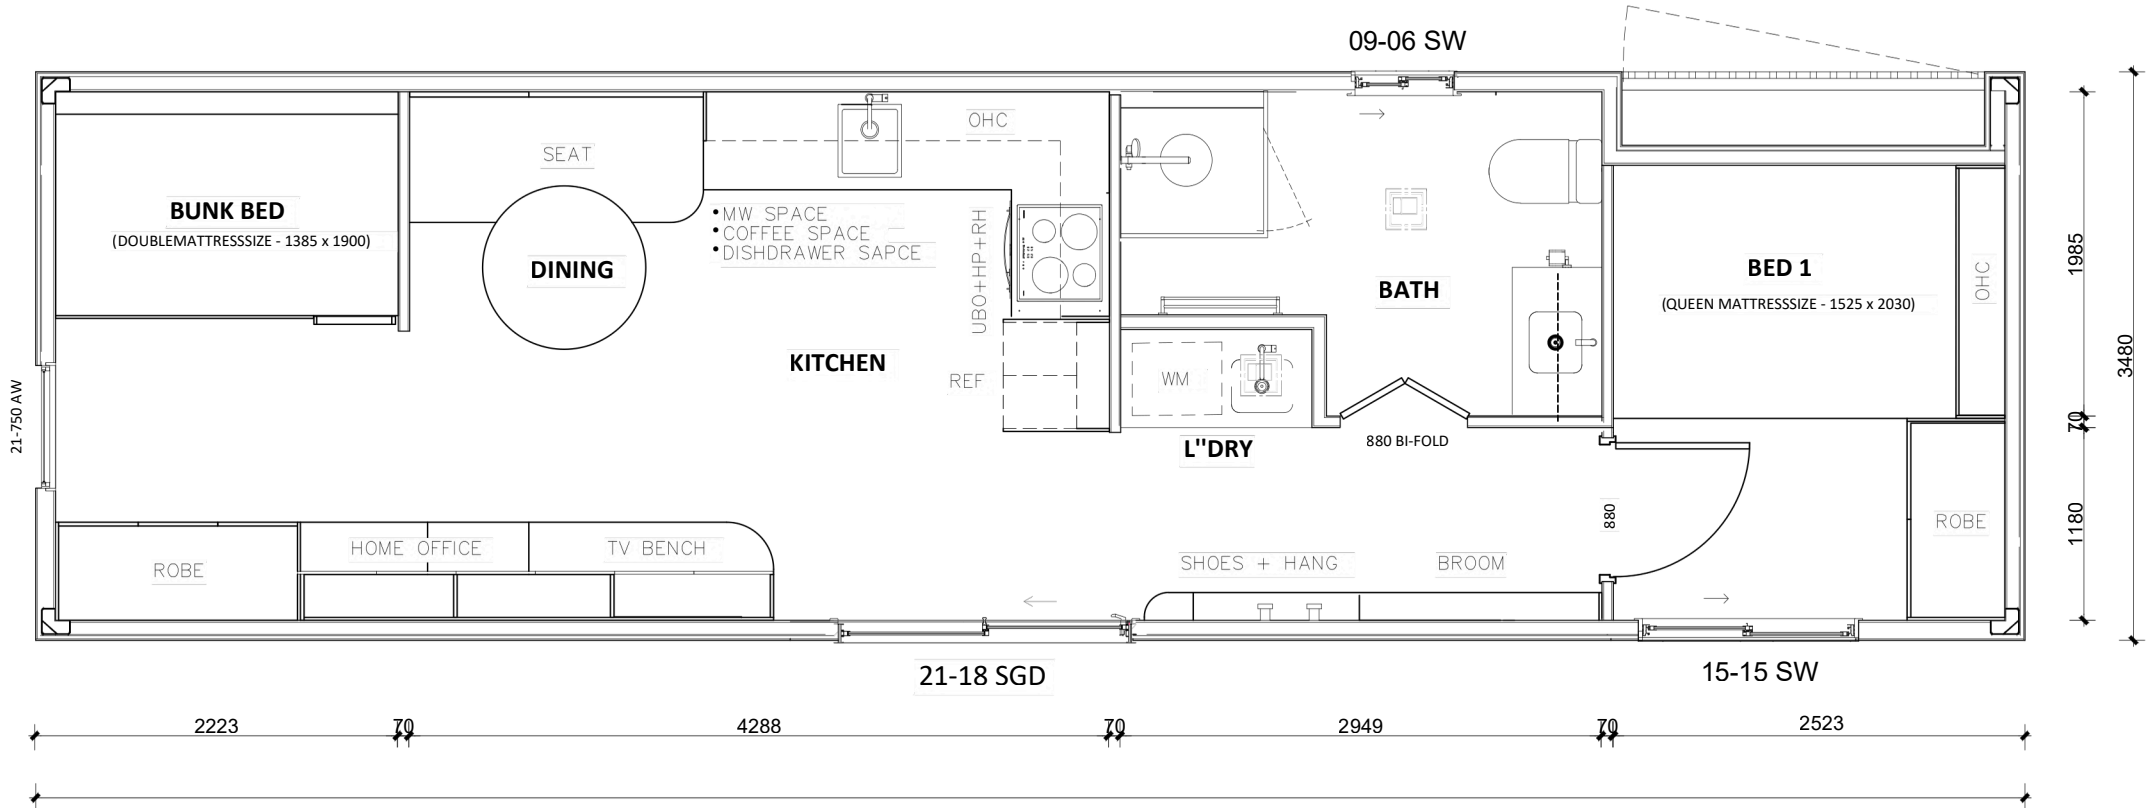 09-06 SW
OHC
SEAT
BUNK BED
(DOUBLEMATTRESSSIZE - 1385 x 1900)
• MW SPACE
• COFFEE SPACE
• DISHDRAWER SAPCE
UBO+HP+RH
DINING
BATH
BED 1
(QUEEN MATTRESSSIZE - 1525 x 2030)
OHC
1985
KITCHEN
REF
WM
3480
21-750 AW
70
L"DRY
880 BI-FOLD
880
1180
ROBE
HOME OFFICE
TV BENCH
ROBE
SHOES + HANG
BROOM
21-18 SGD
15-15 SW
2223
70
4288
70
2949
70
2523